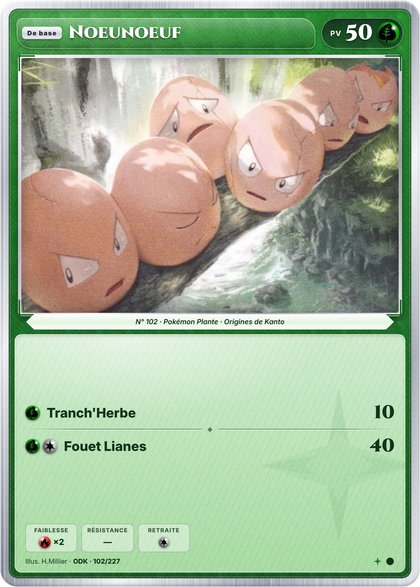 De base NOEUNOEUF PV 50
N° 102 · Pokémon Plante · Origines de Kanto
Tranch'Herbe 10
Fouet Lianes 40
FAIBLESSE RÉSISTANCE RETRAITE
×2 —
Illus. H.Millier · ODK · 102/227